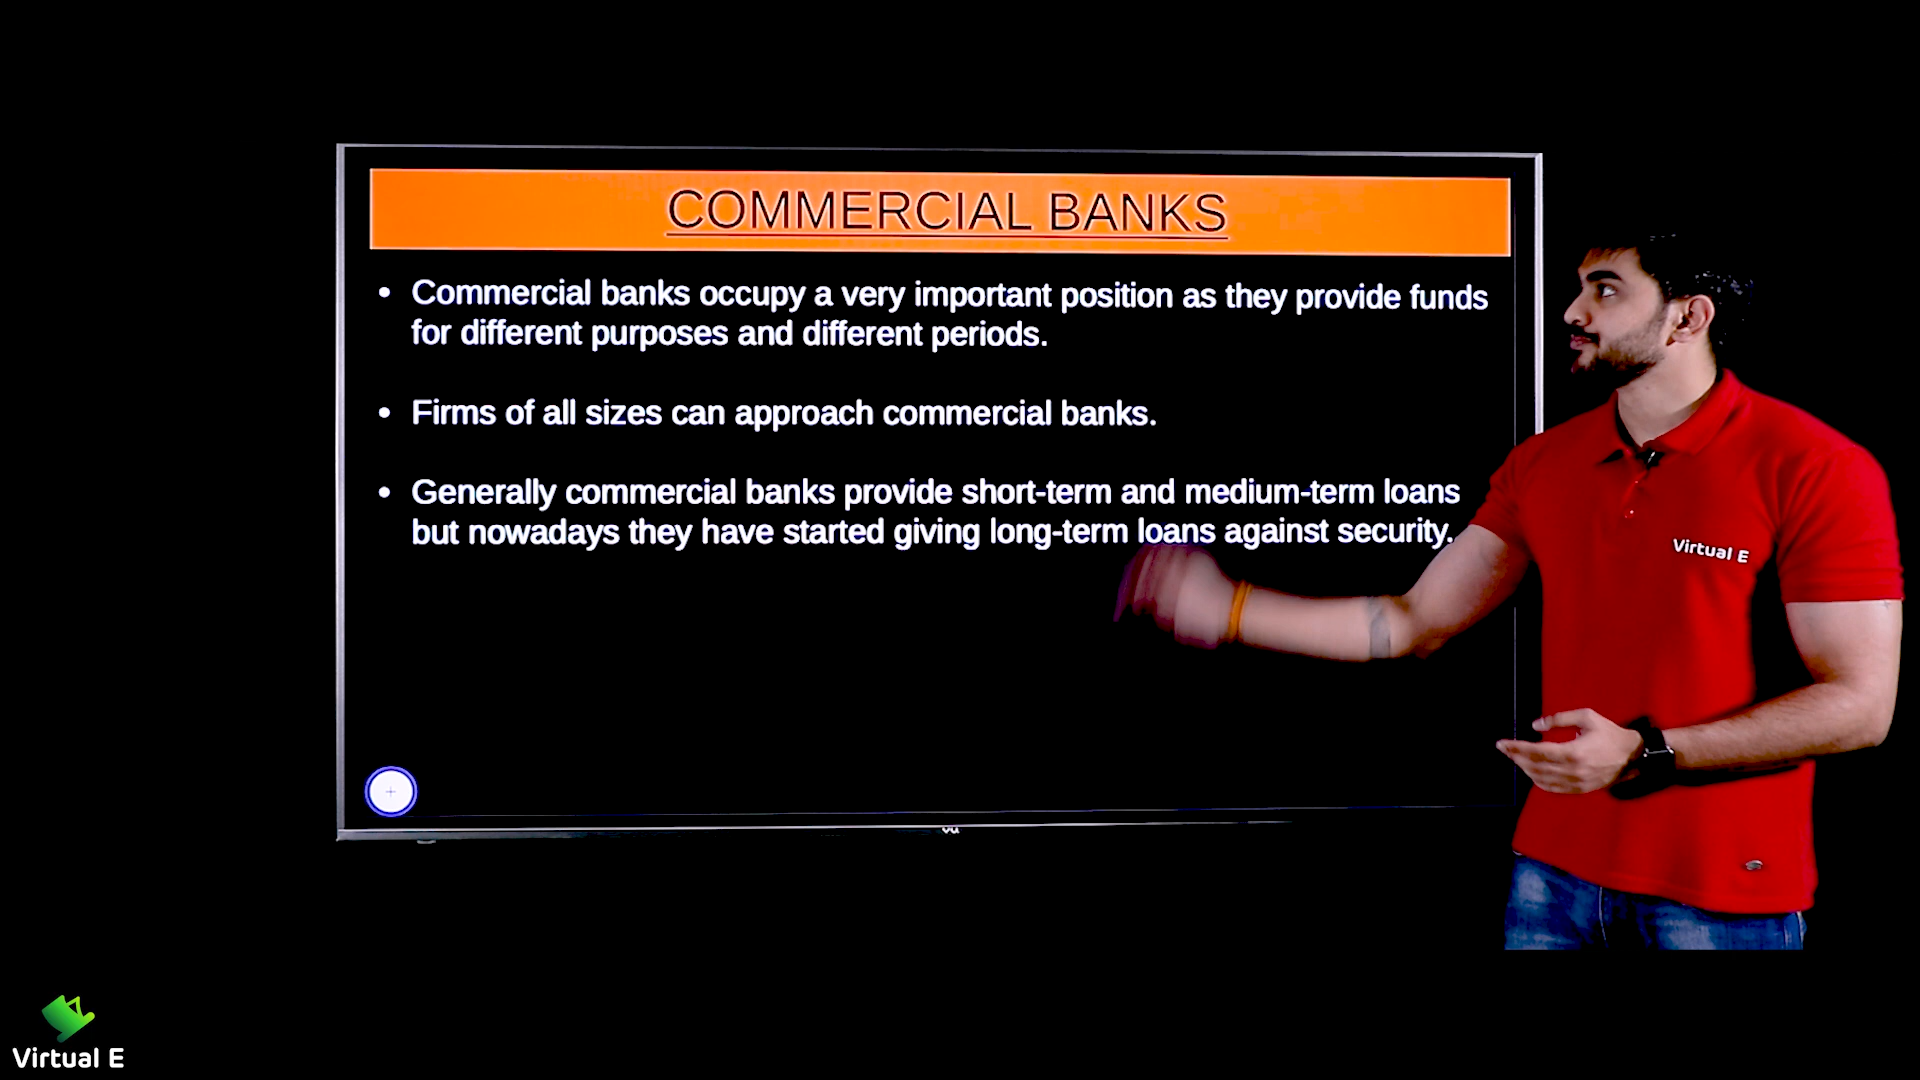 COMMERCIAL BANKS
• Commercial banks occupy a very important position as they provide funds
for different purposes and different periods.
• Firms of all sizes can approach commercial banks.
• Generally commercial banks provide short-term and medium-term loans
but nowadays they have started giving long-term loans against security.
Virtual E
Vu
Virtual E